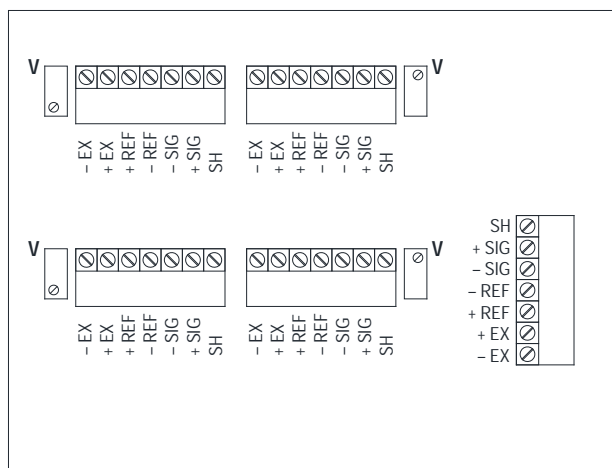 V
V
– EX
+ EX
+ REF
– REF
– SIG
+ SIG
SH
– EX
+ EX
+ REF
– REF
– SIG
+ SIG
SH
V
V
– EX
+ EX
+ REF
– REF
– SIG
+ SIG
SH
– EX
+ EX
+ REF
– REF
– SIG
+ SIG
SH
SH
+ SIG
– SIG
– REF
+ REF
+ EX
– EX